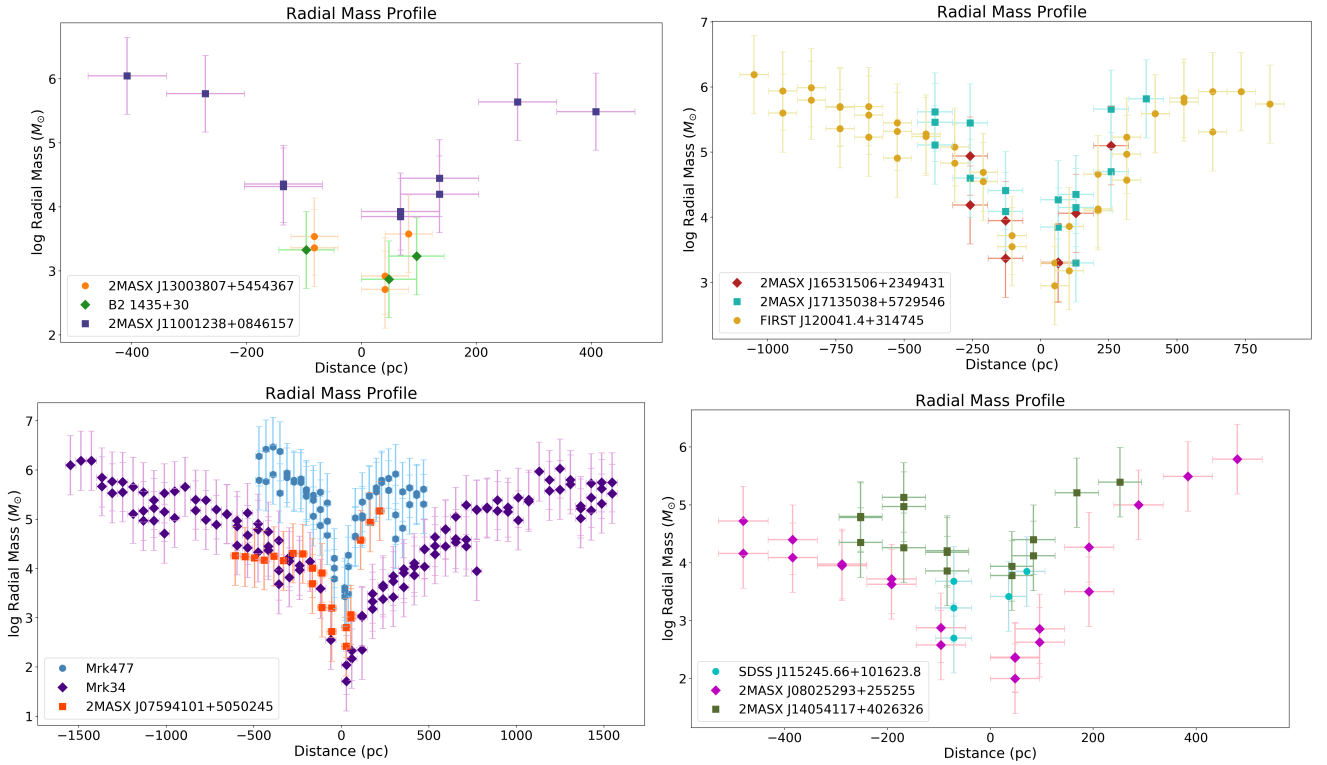 Radial Mass Profile
log Radial Mass (M⊙)
6
5
4
3
2
2MASX J13003807+5454367
B2 1435+30
2MASX J11001238+0846157
−400 −200 0 200 400
Distance (pc)
Radial Mass Profile
log Radial Mass (M⊙)
7
6
5
4
3
2MASX J16531506+2349431
2MASX J17135038+5729546
FIRST J120041.4+314745
−1000 −750 −500 −250 0 250 500 750
Distance (pc)
Radial Mass Profile
log Radial Mass (M⊙)
7
6
5
4
3
2
1
Mrk477
Mrk34
2MASX J07594101+5050245
−1500 −1000 −500 0 500 1000 1500
Distance (pc)
Radial Mass Profile
log Radial Mass (M⊙)
6
5
4
3
2
SDSS J115245.66+101623.8
2MASX J08025293+255255
2MASX J14054117+4026326
−400 −200 0 200 400
Distance (pc)